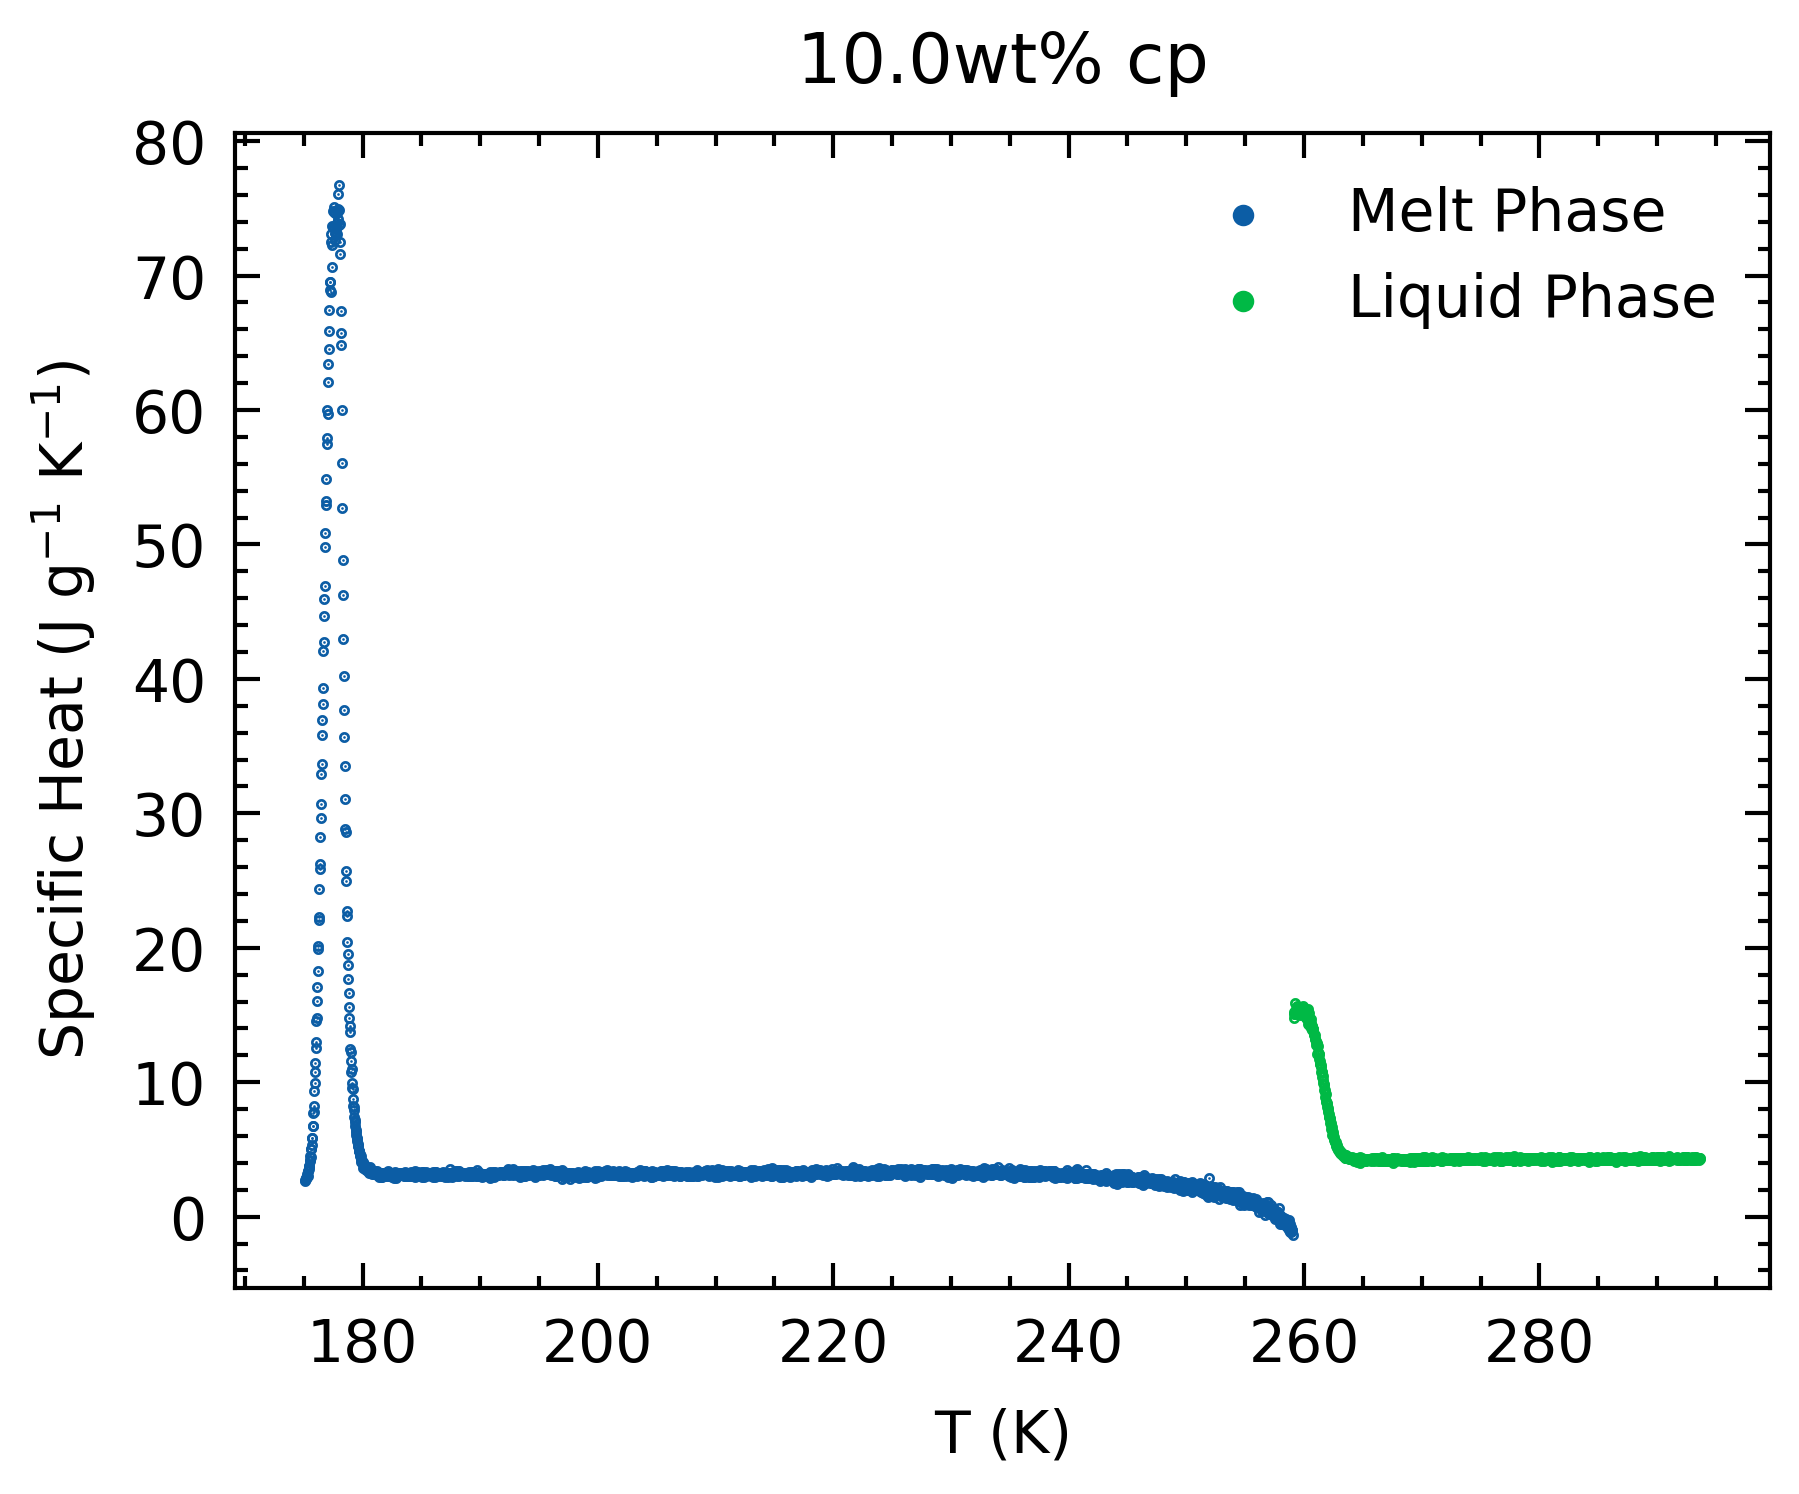 10.0wt% cp
Melt Phase
Liquid Phase
Specific Heat (J g⁻¹ K⁻¹)
80
70
60
50
40
30
20
10
0
180 200 220 240 260 280
T (K)